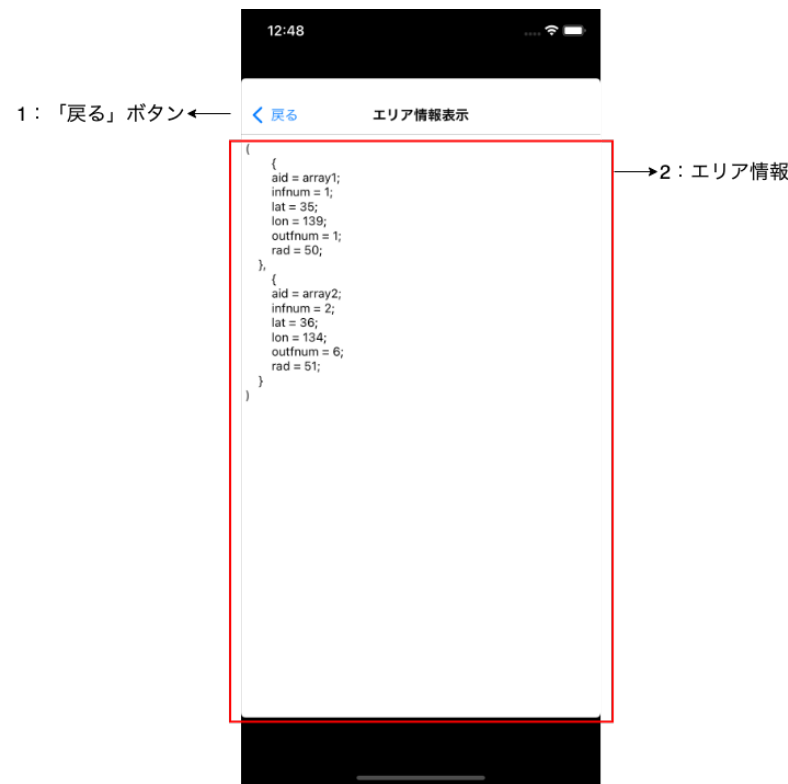 12:48
1：「戻る」ボタン
戻る
エリア情報表示
(
{
aid = array1;
infnum = 1;
lat = 35;
lon = 139;
outfnum = 1;
rad = 50;
},
{
aid = array2;
infnum = 2;
lat = 36;
lon = 134;
outfnum = 6;
rad = 51;
}
)
2：エリア情報